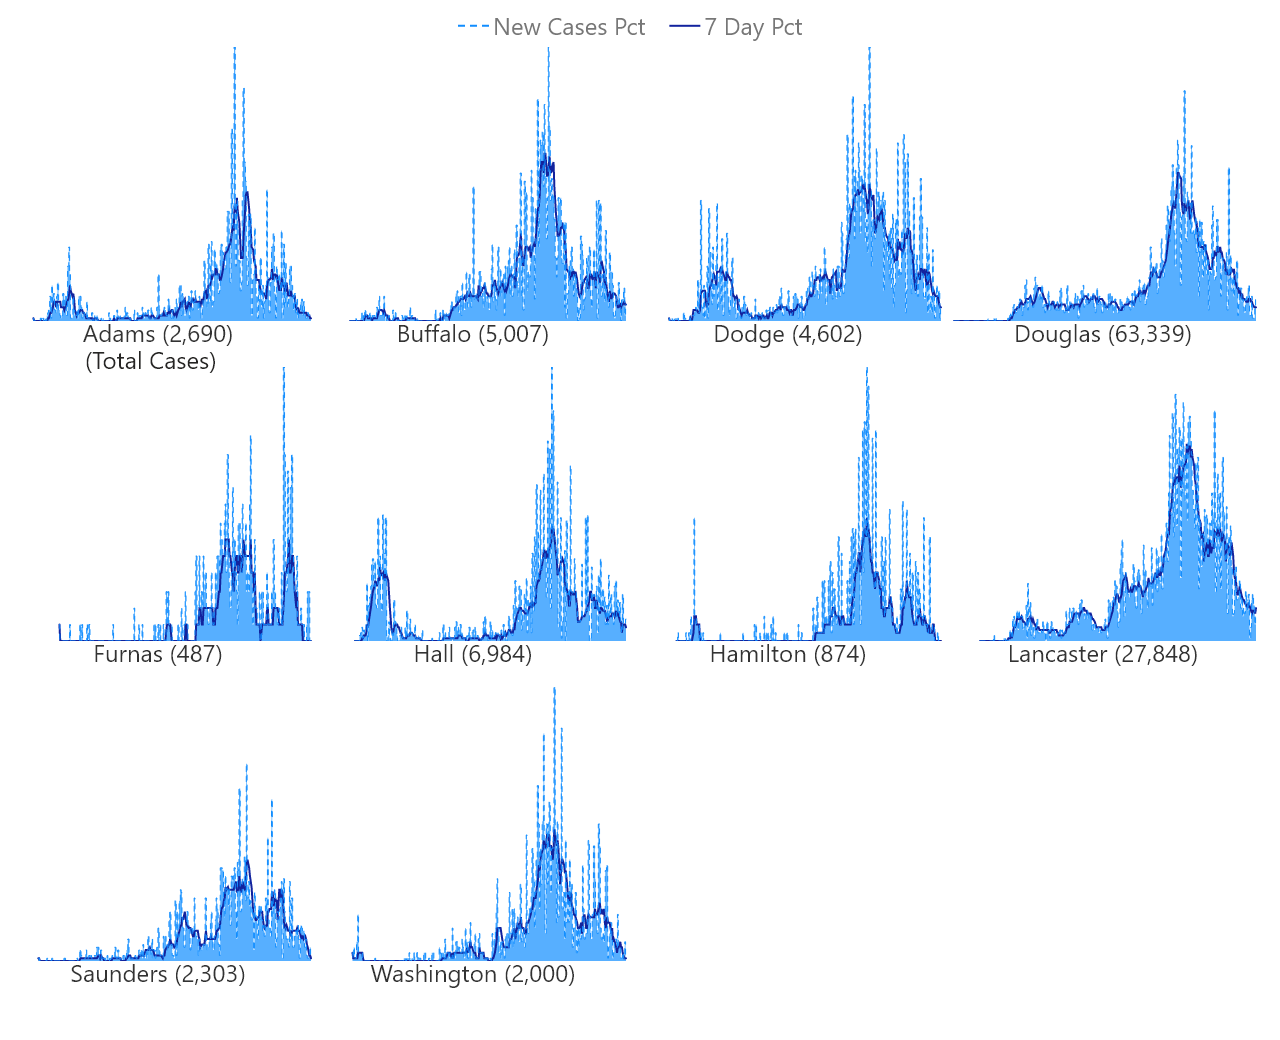 New Cases Pct 7 Day Pct
Adams (2,690)
(Total Cases)
Buffalo (5,007)
Dodge (4,602)
Douglas (63,339)
Furnas (487)
Hall (6,984)
Hamilton (874)
Lancaster (27,848)
Saunders (2,303)
Washington (2,000)